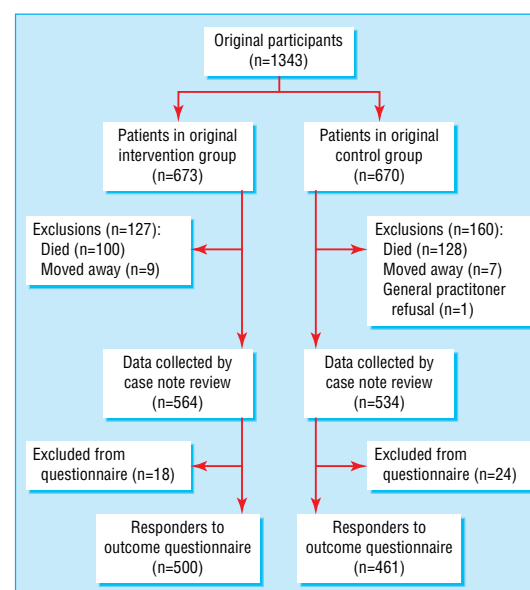 Original participants
(n=1343)
Patients in original
intervention group
(n=673)
Patients in original
control group
(n=670)
Exclusions (n=127):
Died (n=100)
Moved away (n=9)
Exclusions (n=160):
Died (n=128)
Moved away (n=7)
General practitoner
refusal (n=1)
Data collected by
case note review
(n=564)
Data collected by
case note review
(n=534)
Excluded from
questionnaire (n=18)
Excluded from
questionnaire (n=24)
Responders to
outcome questionnaire
(n=500)
Responders to
outcome questionnaire
(n=461)